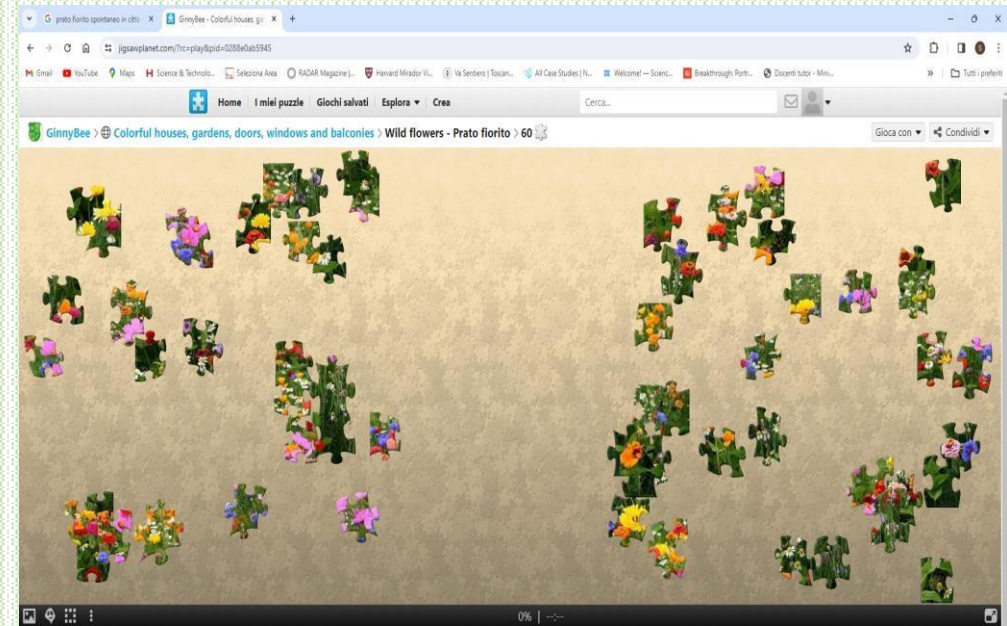 prato fiorito spontaneo in città
GinnyBee - Colorful houses, ga
jigsawplanet.com/?rc=play&pid=0288e0ab5945
Gmail YouTube Maps Science & Technolo... Seleziona Area RADAR Magazine |... Harvard Mirador Vi... Va Sentiero | Toscan... All Case Studies | N... Welcome! — Scienc... Breakthrough: Portr... Docenti tutor - Mini... » Tutti i preferiti
Home I miei puzzle Giochi salvati Esplora Crea Cerca...
GinnyBee > Colorful houses, gardens, doors, windows and balconies > Wild flowers - Prato fiorito > 60 Gioca con Condividi
0% | --:--